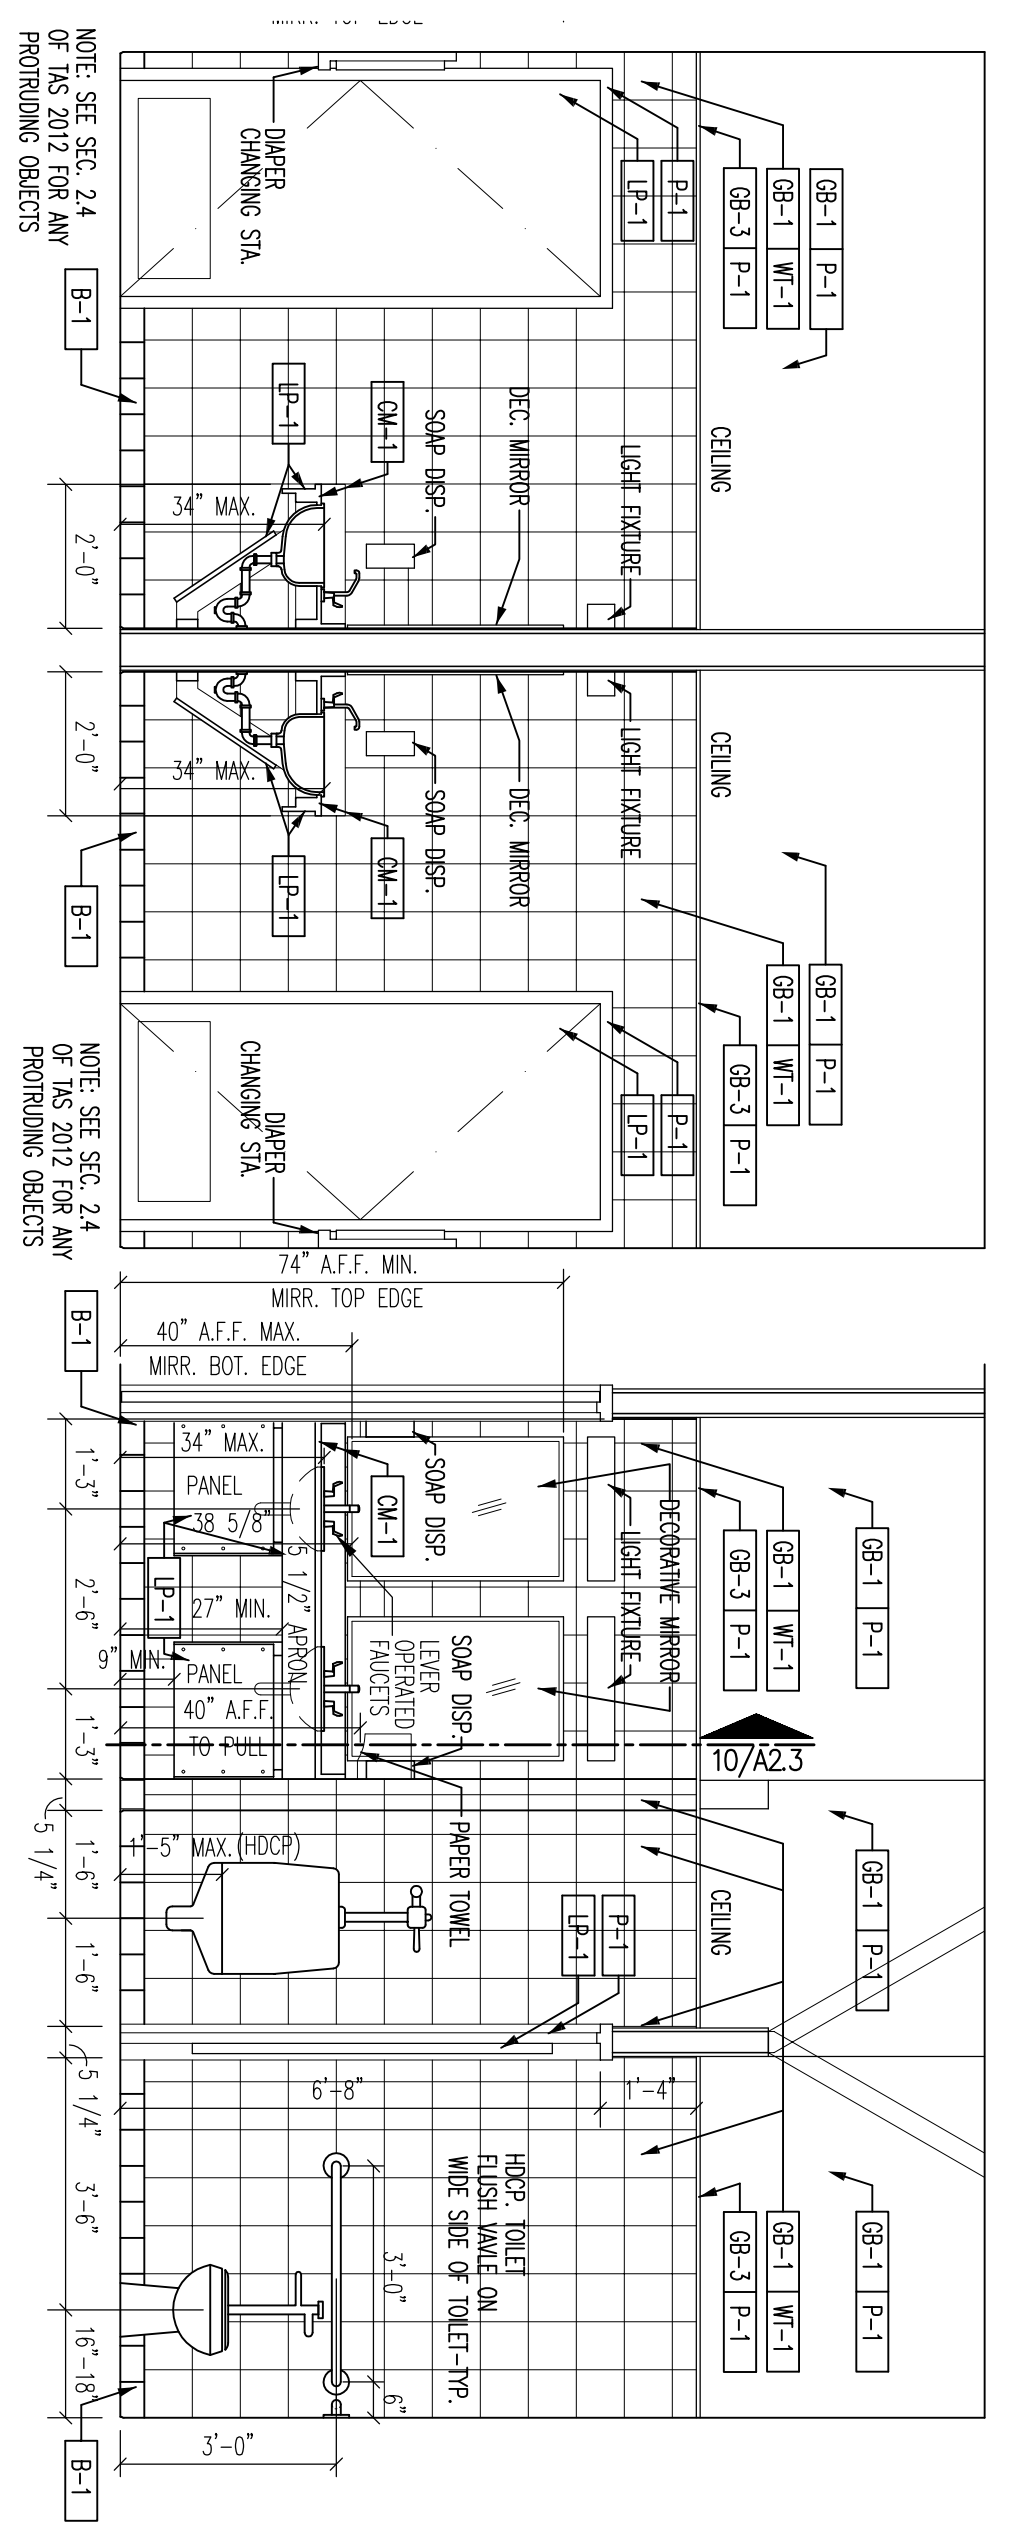 MIRR. TOP EDGE
NOTE: SEE SEC. 2.4
OF TAS 2012 FOR ANY
PROTRUDING OBJECTS
B-1
DIAPER
CHANGING STA.
LP-1
P-1
GB-3 P-1
GB-1 WT-1
GB-1 P-1
CEILING
LIGHT FIXTURE
DEC. MIRROR
SOAP DISP.
CM-1
LP-1
34" MAX.
2'-0"
2'-0"
34" MAX.
CEILING
LIGHT FIXTURE
DEC. MIRROR
SOAP DISP.
CM-1
LP-1
B-1
GB-1 P-1
GB-1 WT-1
GB-3 P-1
P-1
LP-1
DIAPER
CHANGING STA.
NOTE: SEE SEC. 2.4
OF TAS 2012 FOR ANY
PROTRUDING OBJECTS
74" A.F.F. MIN.
MIRR. TOP EDGE
40" A.F.F. MAX.
MIRR. BOT. EDGE
B-1
34" MAX.
PANEL
38 5/8"
SOAP DISP.
CM-1
DECORATIVE MIRROR
LIGHT FIXTURE
GB-3 P-1
GB-1 WT-1
GB-1 P-1
LP-1
27" MIN.
9" MIN.
5 1/2" APRON
LEVER
OPERATED
FAUCETS
SOAP DISP.
PANEL
40" A.F.F.
TO PULL
PAPER TOWEL
10/A2.3
1'-3"
2'-6"
1'-3"
5 1/4"
1'-6"
1'-6"
5 1/4"
3'-6"
16"-18"
1'-5" MAX.(HDCP)
CEILING
P-1
LP-1
GB-1 P-1
6'-8"
1'-4"
HDCP. TOILET
FLUSH VAVLE ON
WIDE SIDE OF TOILET-TYP.
3'-0"
6"
GB-3 P-1
GB-1 WT-1
GB-1 P-1
3'-0"
B-1